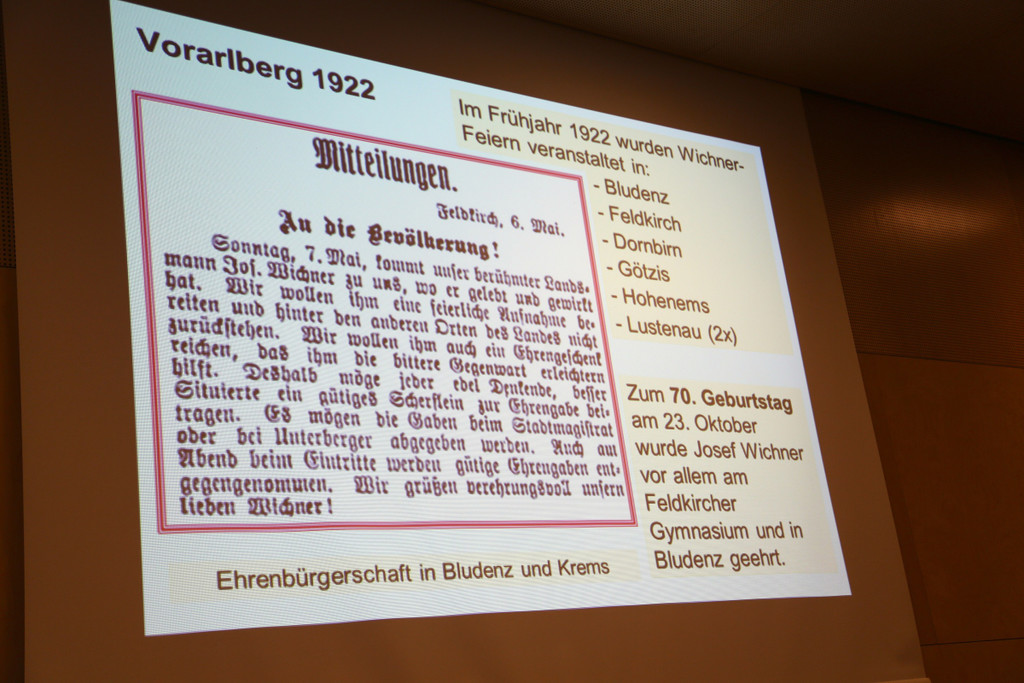 Vorarlberg 1922
Mitteilungen.
Feldkirch, 6. Mai.
An die Bevölkerung!
Sonntag, 7. Mai, kommt unser berühmter Lands-
mann Jos. Wichner zu uns, wo er gelebt und gewirkt
hat. Wir wollen ihm eine feierliche Aufnahme be-
reiten und hinter den anderen Orten des Landes nicht
zurückstehen. Wir wollen ihm auch ein Ehrengeschenk
reichen, das ihm die bittere Gegenwart erleichtern
hilft. Deshalb möge jeder edel Denkende, besser
Situierte ein gütiges Scherflein zur Ehrengabe bei-
tragen. Es mögen die Gaben beim Stadtmagistrat
oder bei Unterberger abgegeben werden. Auch am
Abend beim Eintritte werden gütige Ehrengaben ent-
gegengenommen. Wir grüßen verehrungsvoll unsern
lieben Wichner!
Im Frühjahr 1922 wurden Wichner-
Feiern veranstaltet in:
- Bludenz
- Feldkirch
- Dornbirn
- Götzis
- Hohenems
- Lustenau (2x)
Zum 70. Geburtstag
am 23. Oktober
wurde Josef Wichner
vor allem am
Feldkircher
Gymnasium und in
Bludenz geehrt.
Ehrenbürgerschaft in Bludenz und Krems